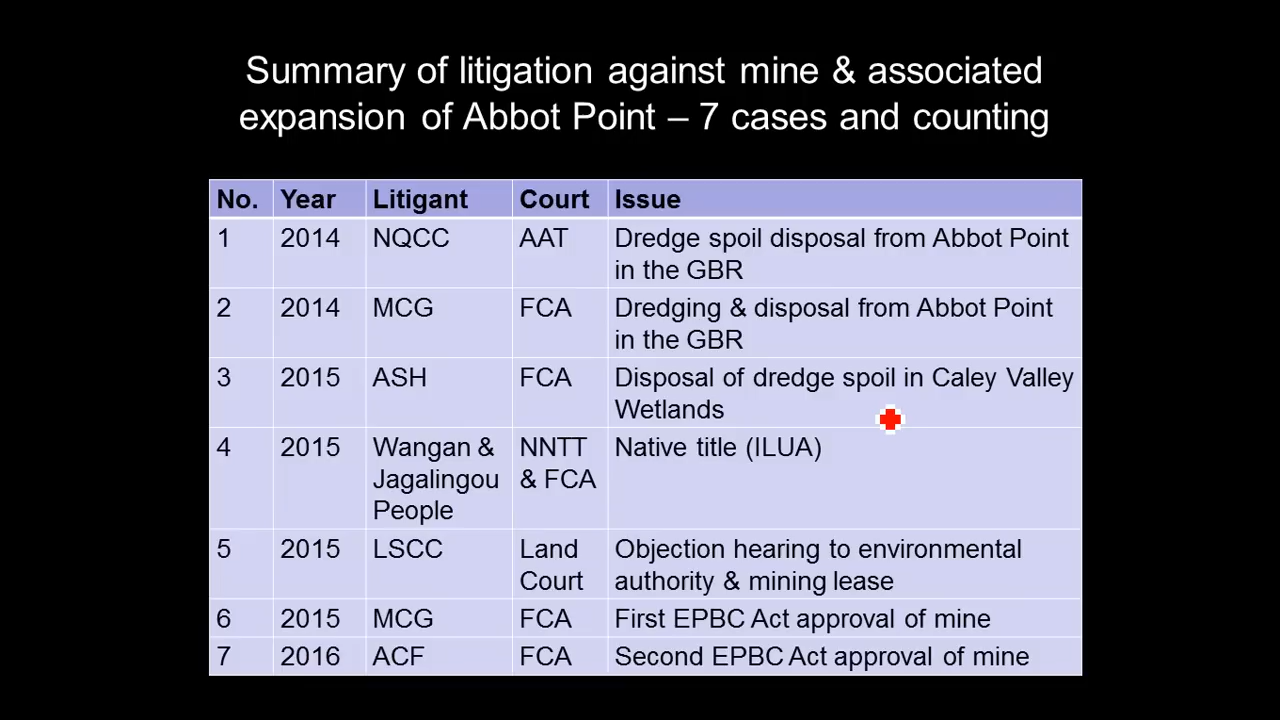 Summary of litigation against mine & associated
expansion of Abbot Point – 7 cases and counting
No. Year Litigant Court Issue
1 2014 NQCC AAT Dredge spoil disposal from Abbot Point
in the GBR
2 2014 MCG FCA Dredging & disposal from Abbot Point
in the GBR
3 2015 ASH FCA Disposal of dredge spoil in Caley Valley
Wetlands
4 2015 Wangan & NNTT Native title (ILUA)
Jagalingou & FCA
People
5 2015 LSCC Land Objection hearing to environmental
Court authority & mining lease
6 2015 MCG FCA First EPBC Act approval of mine
7 2016 ACF FCA Second EPBC Act approval of mine